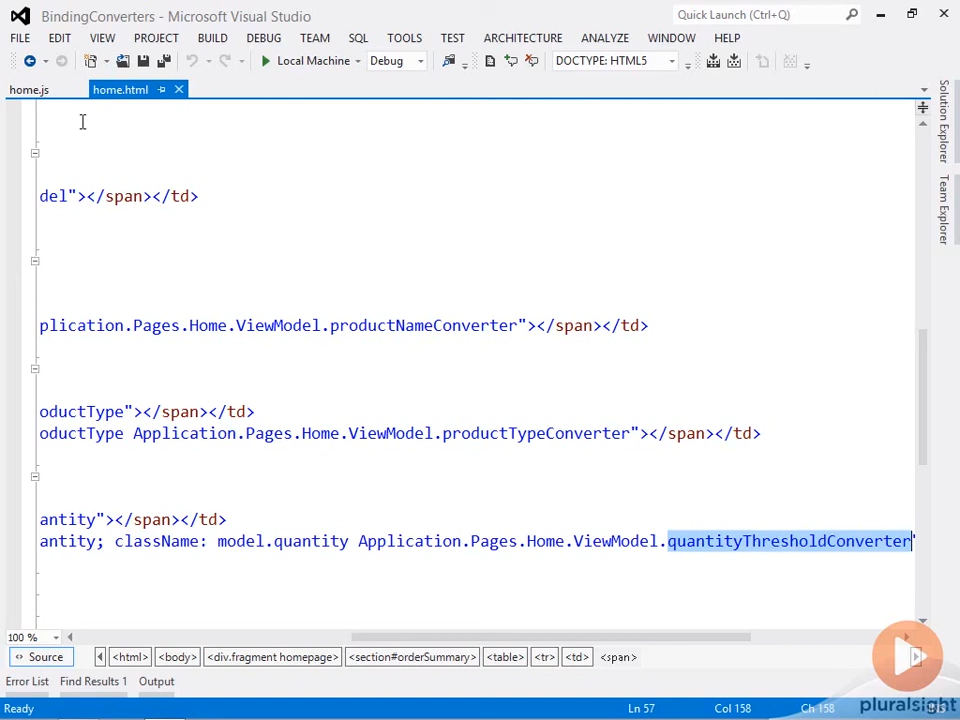 BindingConverters - Microsoft Visual Studio
Quick Launch (Ctrl+Q)
FILE EDIT VIEW PROJECT BUILD DEBUG TEAM SQL TOOLS TEST ARCHITECTURE ANALYZE WINDOW HELP
Local Machine Debug DOCTYPE: HTML5
home.js home.html
Solution Explorer
Team Explorer
del"></span></td>
plication.Pages.Home.ViewModel.productNameConverter"></span></td>
oductType"></span></td>
oductType Application.Pages.Home.ViewModel.productTypeConverter"></span></td>
antity"></span></td>
antity; className: model.quantity Application.Pages.Home.ViewModel.quantityThresholdConverter"
100 %
Source <html> <body> <div.fragment homepage> <section#orderSummary> <table> <tr> <td> <span>
Error List Find Results 1 Output
Ready Ln 57 Col 158 Ch 158
pluralsight